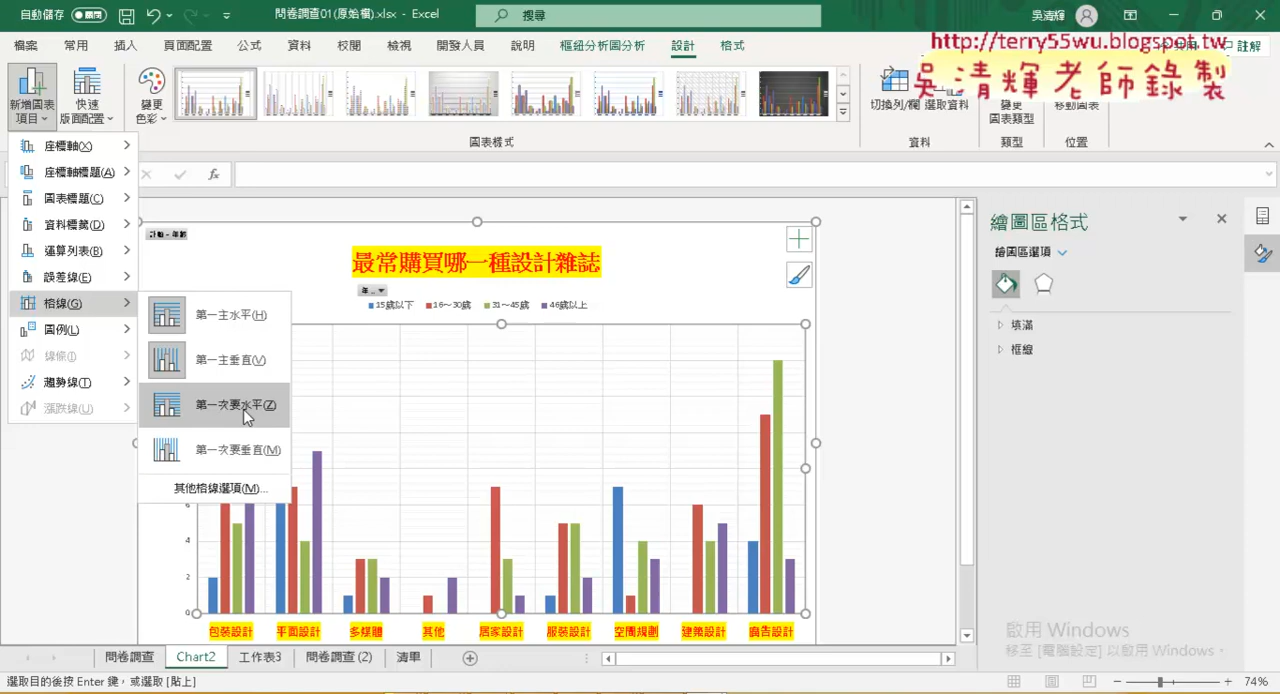 自動儲存
問卷調查01(原始檔).xlsx - Excel
搜尋
吳清輝
檔案 常用 插入 頁面配置 公式 資料 校閱 檢視 開發人員 說明 樞紐分析圖分析 設計 格式
註解
http://terry55wu.blogspot.tw
吳清輝老師錄製
新增圖表項目
快速版面配置
變更色彩
切換列/欄 選取資料
變更圖表類型
移動圖表
圖表樣式
資料
類型
位置
座標軸(X)
座標軸標題(A)
圖表標題(C)
資料標籤(D)
運算列表(B)
誤差線(E)
格線(G)
圖例(L)
線條(I)
趨勢線(T)
漲跌線(U)
第一主水平(H)
第一主垂直(V)
第一次要水平(Z)
第一次要垂直(M)
其他格線選項(M)...
fx
計數 - 年齡
最常購買哪一種設計雜誌
年...
15歲以下 16～30歲 31～45歲 46歲以上
6
4
2
0
包裝設計 平面設計 多媒體 其他 居家設計 服裝設計 空間規劃 建築設計 廣告設計
繪圖區格式
繪圖區選項
填滿
框線
啟用 Windows
移至 [電腦設定] 以啟用 Windows。
問卷調查 Chart2 工作表3 問卷調查 (2) 清單
選取目的後按 Enter 鍵，或選取 [貼上]
74%